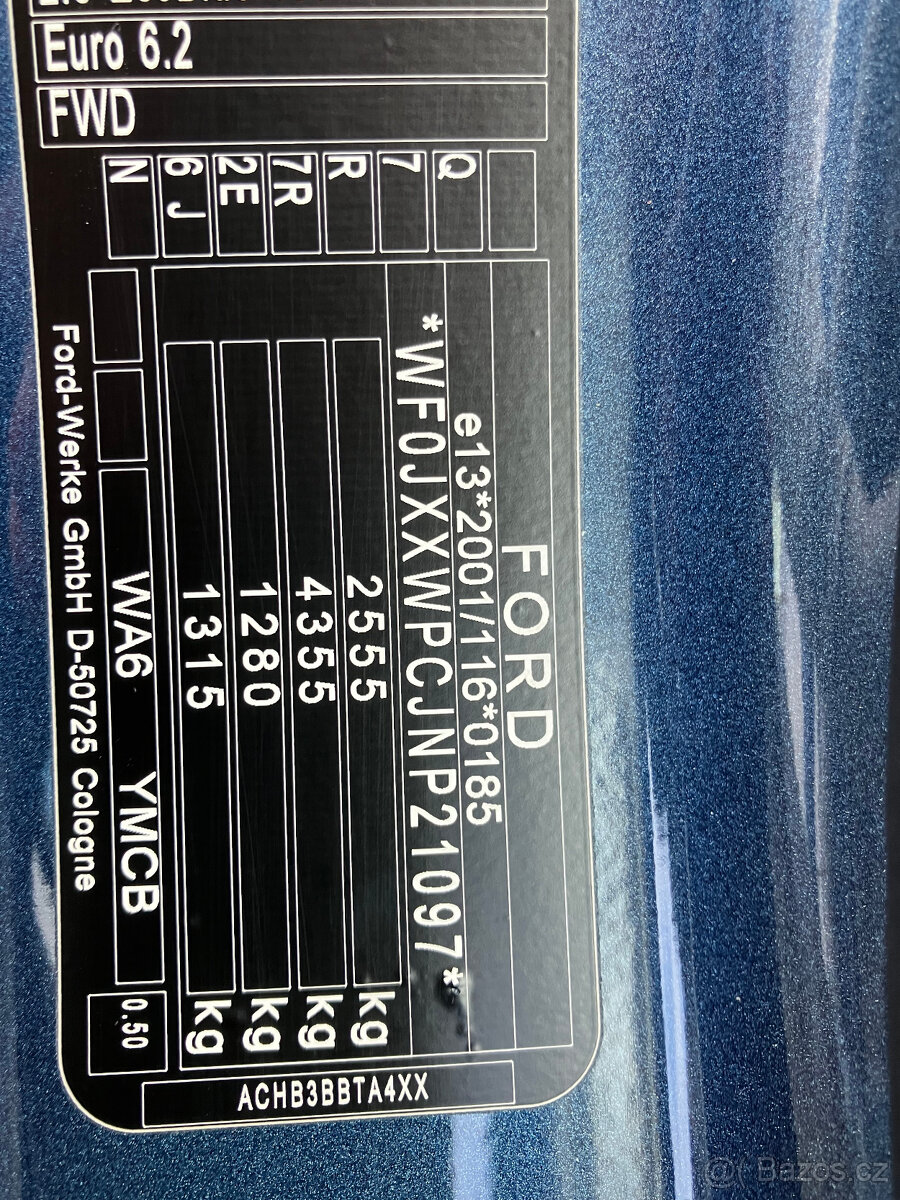 Euro 6.2
FWD
FORD
e13*2001/116*0185
*WF0JXXWPCJNP21097*
2555 kg
4355 kg
1280 kg
1315 kg
Q
7
R
7R
2E
6J
N
WA6 YMCB
0.50
Ford-Werke GmbH D-50725 Cologne
ACHB3BBTA4XX
@ Bazos.cz